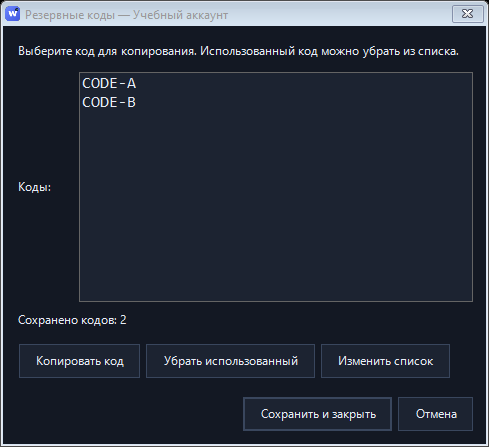 Резервные коды — Учебный аккаунт
Выберите код для копирования. Использованный код можно убрать из списка.
CODE-A
CODE-B
Коды:
Сохранено кодов: 2
Копировать код
Убрать использованный
Изменить список
Сохранить и закрыть
Отмена